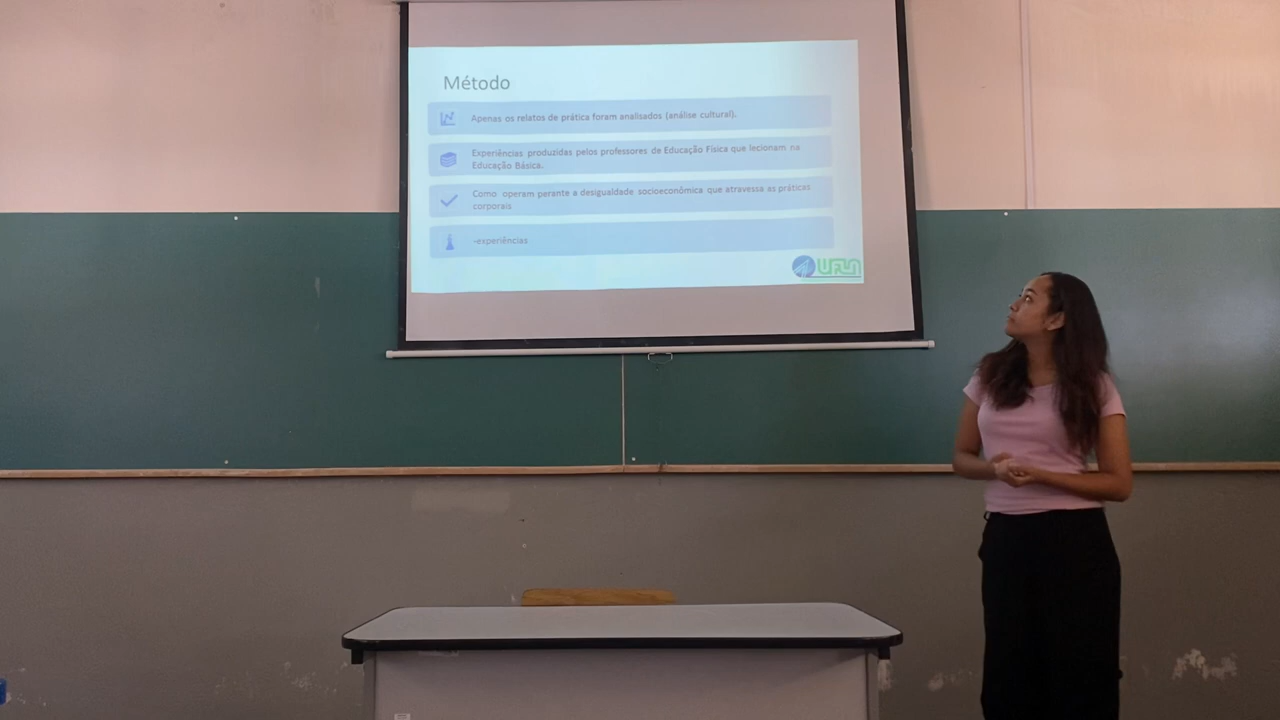 Método
Apenas os relatos de prática foram analisados (análise cultural).
Experiências produzidas pelos professores de Educação Física que lecionam na
Educação Básica.
Como operam perante a desigualdade socioeconômica que atravessa as práticas
corporais
-experiências